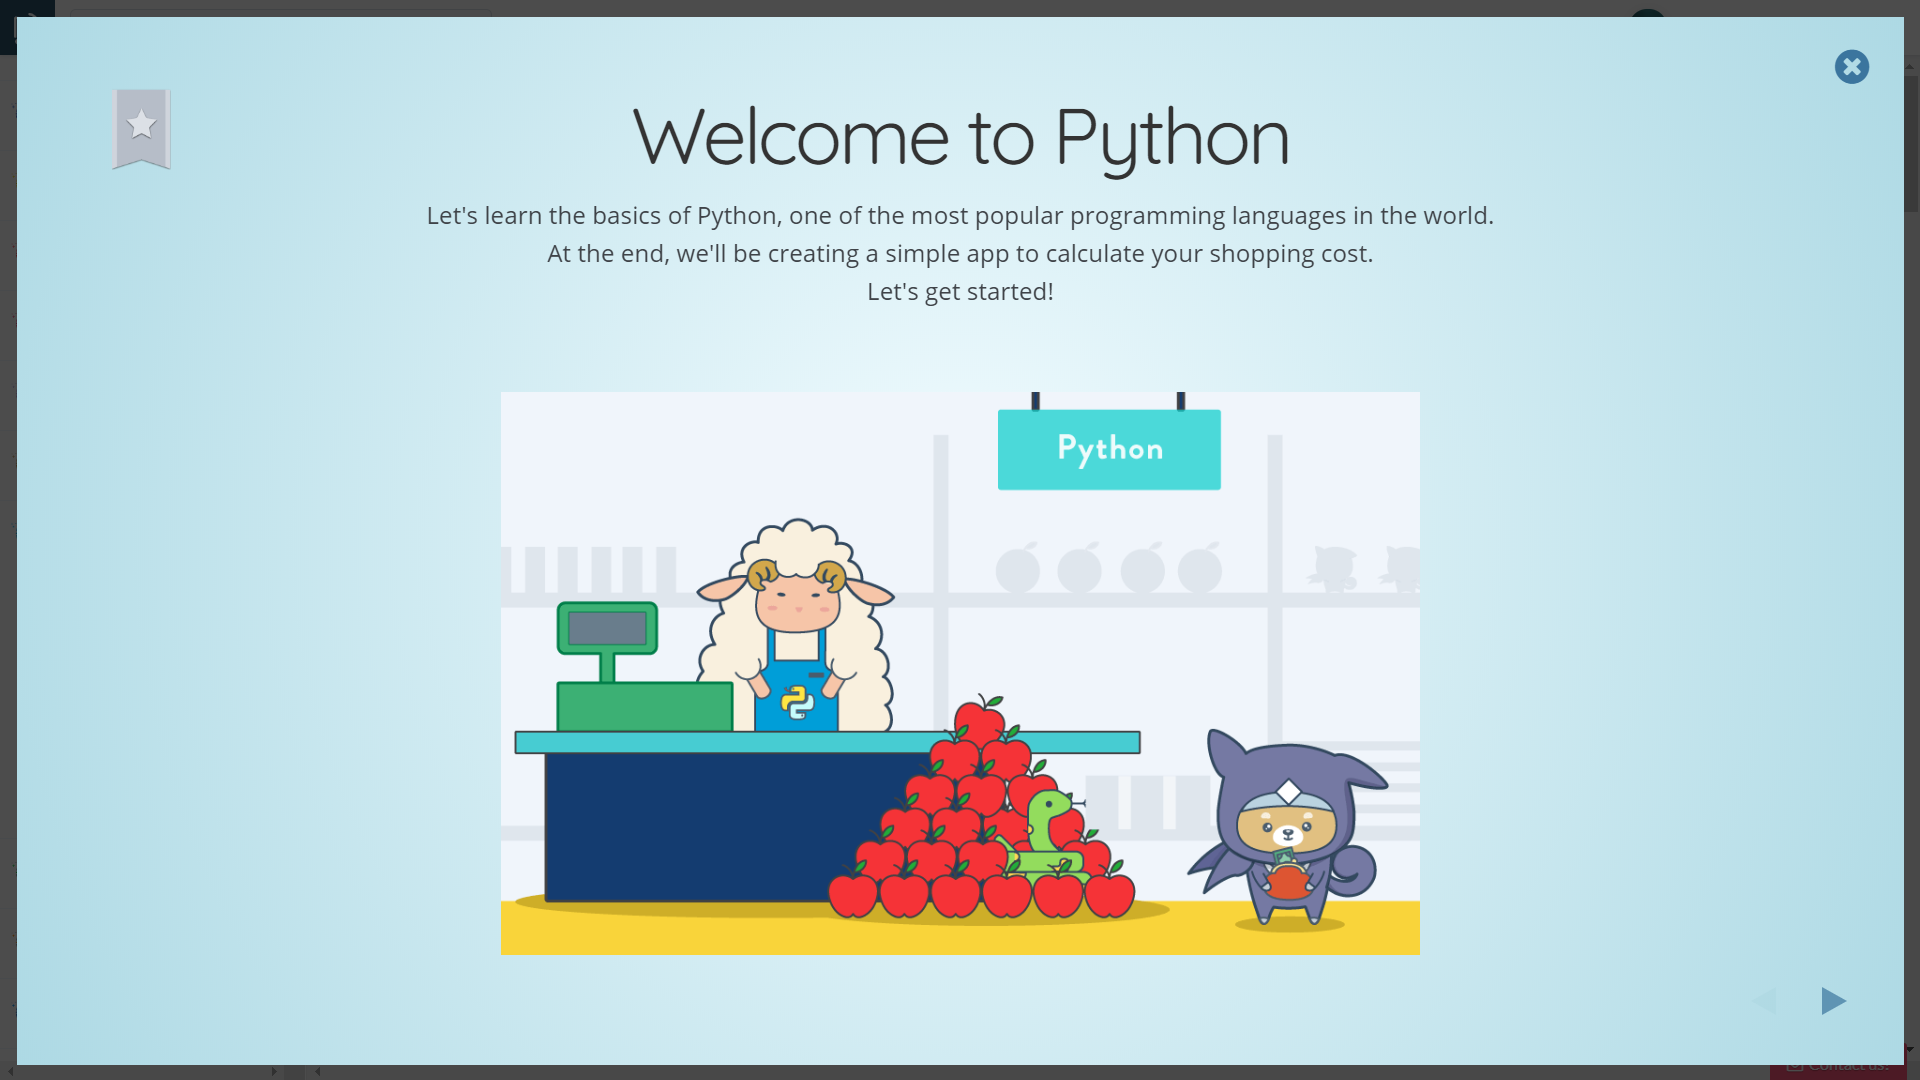 Welcome to Python
Let's learn the basics of Python, one of the most popular programming languages in the world.
At the end, we'll be creating a simple app to calculate your shopping cost.
Let's get started!
Python
Contact us!